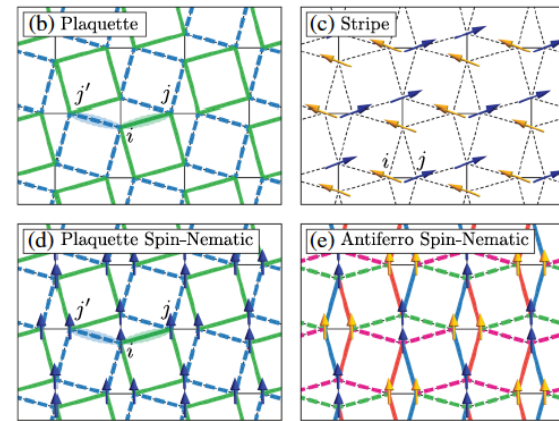 (b) Plaquette
j′
j
i
(c) Stripe
i
j
(d) Plaquette Spin-Nematic
j′
j
i
(e) Antiferro Spin-Nematic